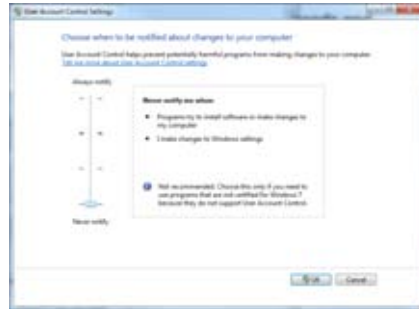 User Account Control Settings
Choose when to be notified about changes to your computer
User Account Control helps prevent potentially harmful programs from making changes to your computer.
Tell me more about User Account Control settings
Always notify
Never notify me when:
Programs try to install software or make changes to
my computer
I make changes to Windows settings
Not recommended. Choose this only if you need to
use programs that are not certified for Windows 7
because they do not support User Account Control.
Never notify
OK
Cancel